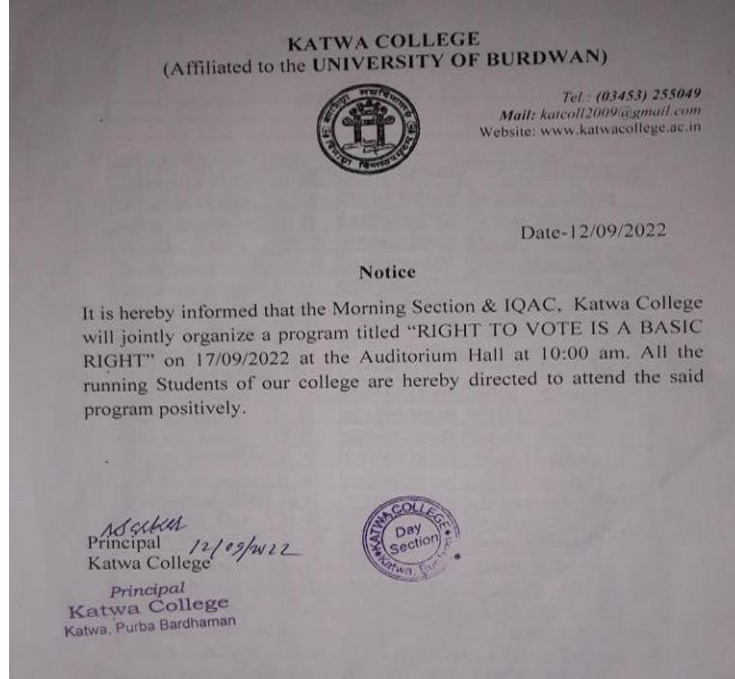 KATWA COLLEGE
(Affiliated to the UNIVERSITY OF BURDWAN)
Tel.: (03453) 255049
Mail: katcoll2009@gmail.com
Website: www.katwacollege.ac.in
Date-12/09/2022
Notice
It is hereby informed that the Morning Section & IQAC, Katwa College
will jointly organize a program titled “RIGHT TO VOTE IS A BASIC
RIGHT” on 17/09/2022 at the Auditorium Hall at 10:00 am. All the
running Students of our college are hereby directed to attend the said
program positively.
Principal 12/09/2022
Katwa College
Principal
Katwa College
Katwa, Purba Bardhaman
KATWA COLLEGE
Day
Section
Katwa,